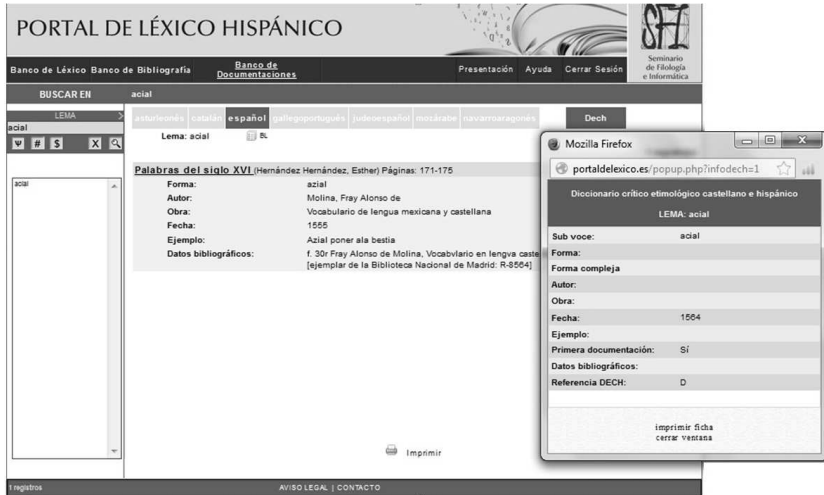 PORTAL DE LÉXICO HISPÁNICO
Seminario
de Filología
e Informática
Banco de Léxico Banco de Bibliografía Banco de Documentaciones Presentación Ayuda Cerrar Sesión
BUSCAR EN acial
LEMA
acial
Ψ # $ X
acial
asturleonés catalán español gallegoportugués judeoespañol mozárabe navarroaragonés Dech
Lema: acial BL
Palabras del siglo XVI (Hernández Hernández, Esther) Páginas: 171-175
Forma: azial
Autor: Molina, Fray Alonso de
Obra: Vocabulario de lengua mexicana y castellana
Fecha: 1555
Ejemplo: Azial poner ala bestia
Datos bibliográficos: f. 30r Fray Alonso de Molina, Vocabvlario en lengva caste
[ejemplar de la Biblioteca Nacional de Madrid: R-8564]
Imprimir
1 registros AVISO LEGAL | CONTACTO
Mozilla Firefox
portaldelexico.es/popup.php?infodech=1
Diccionario crítico etimológico castellano e hispánico
LEMA: acial
Sub voce: acial
Forma:
Forma compleja
Autor:
Obra:
Fecha: 1564
Ejemplo:
Primera documentación: Sí
Datos bibliográficos:
Referencia DECH: D
imprimir ficha
cerrar ventana